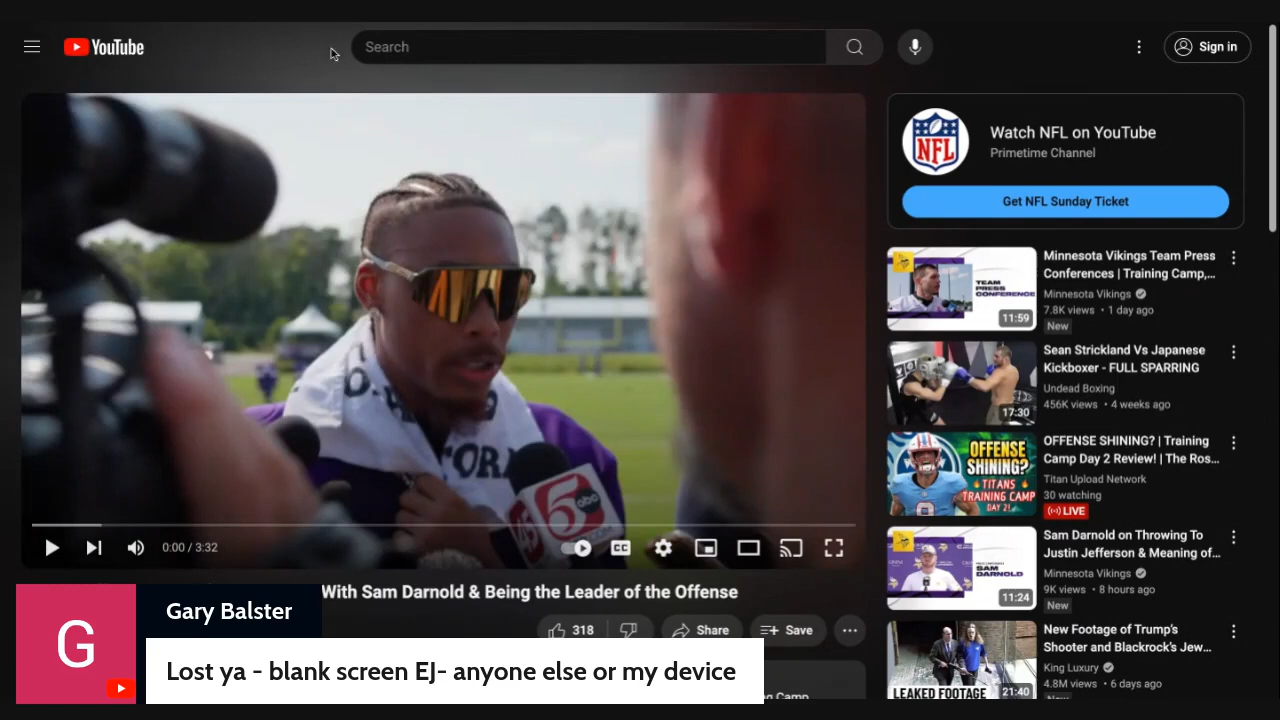 YouTube
Search
Sign in
NFL
Watch NFL on YouTube
Primetime Channel
Get NFL Sunday Ticket
Minnesota Vikings Team Press
Conferences | Training Camp,...
Minnesota Vikings
7.8K views • 1 day ago
New
TEAM
PRESS
CONFERENCE
11:59
Sean Strickland Vs Japanese
Kickboxer - FULL SPARRING
Undead Boxing
456K views • 4 weeks ago
17:30
OFFENSE SHINING? | Training
Camp Day 2 Review! | The Ros...
Titan Upload Network
30 watching
LIVE
OFFENSE
SHINING?
TITANS
TRAINING CAMP
DAY 2!
Sam Darnold on Throwing To
Justin Jefferson & Meaning of...
Minnesota Vikings
9K views • 8 hours ago
New
SAM
DARNOLD
11:24
New Footage of Trump's
Shooter and Blackrock's Jew...
King Luxury
4.8M views • 6 days ago
LEAKED FOOTAGE
21:40
5
abc
45
0:00 / 3:32
CC
With Sam Darnold & Being the Leader of the Offense
318
Share
Save
G
Gary Balster
Lost ya - blank screen EJ- anyone else or my device